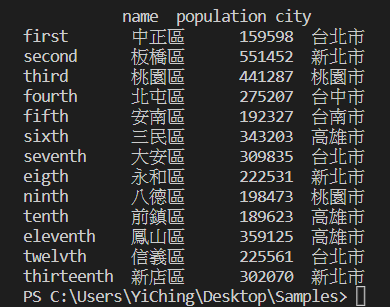 name population city
first 中正區 159598 台北市
second 板橋區 551452 新北市
third 桃園區 441287 桃園市
fourth 北屯區 275207 台中市
fifth 安南區 192327 台南市
sixth 三民區 343203 高雄市
seventh 大安區 309835 台北市
eigth 永和區 222531 新北市
ninth 八德區 198473 桃園市
tenth 前鎮區 189623 高雄市
eleventh 鳳山區 359125 高雄市
twelvth 信義區 225561 台北市
thirteenth 新店區 302070 新北市
PS C:\Users\YiChing\Desktop\Samples>